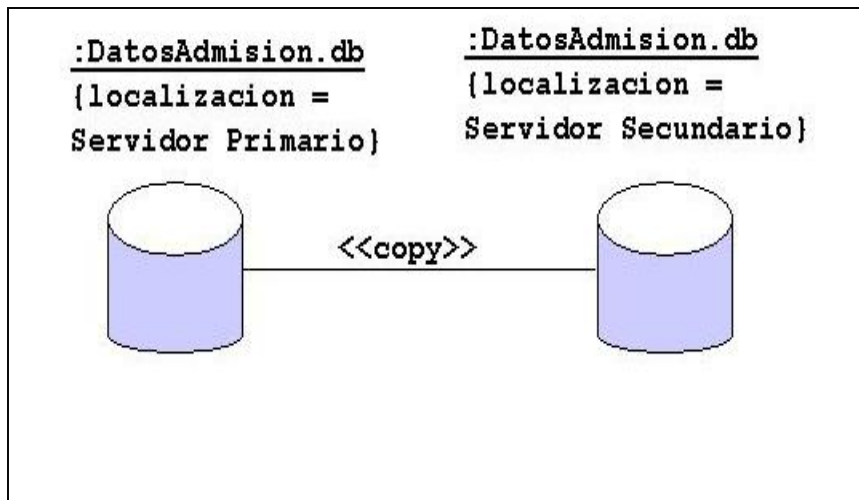 :DatosAdmision.db
{localizacion =
Servidor Primario}
:DatosAdmision.db
{localizacion =
Servidor Secundario}
<<copy>>